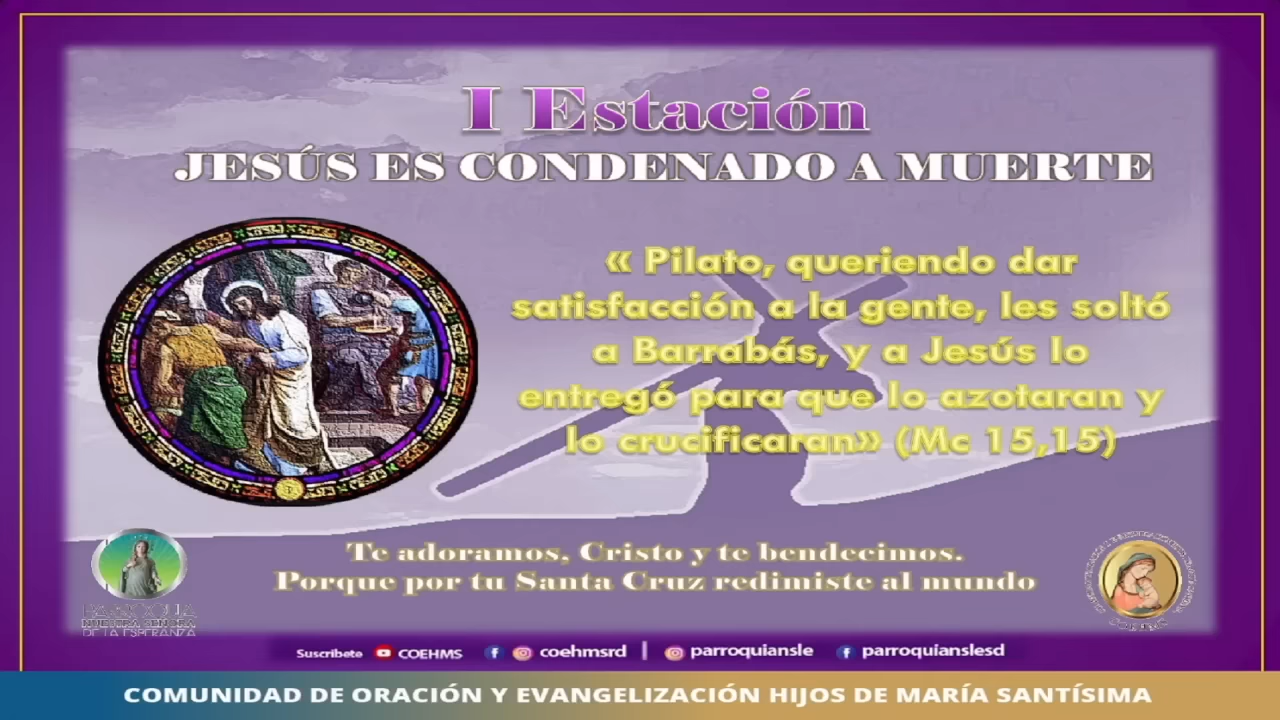 I Estación
JESÚS ES CONDENADO A MUERTE
« Pilato, queriendo dar
satisfacción a la gente, les soltó
a Barrabás, y a Jesús lo
entregó para que lo azotaran y
lo crucificaran» (Mc 15,15)
Te adoramos, Cristo y te bendecimos.
Porque por tu Santa Cruz redimiste al mundo
PARROQUIA
NUESTRA SEÑORA
DE LA ESPERANZA
COEHMS
Suscribete COEHMS coehmsrd | parroquiansle parroquianslesd
COMUNIDAD DE ORACIÓN Y EVANGELIZACIÓN HIJOS DE MARÍA SANTÍSIMA